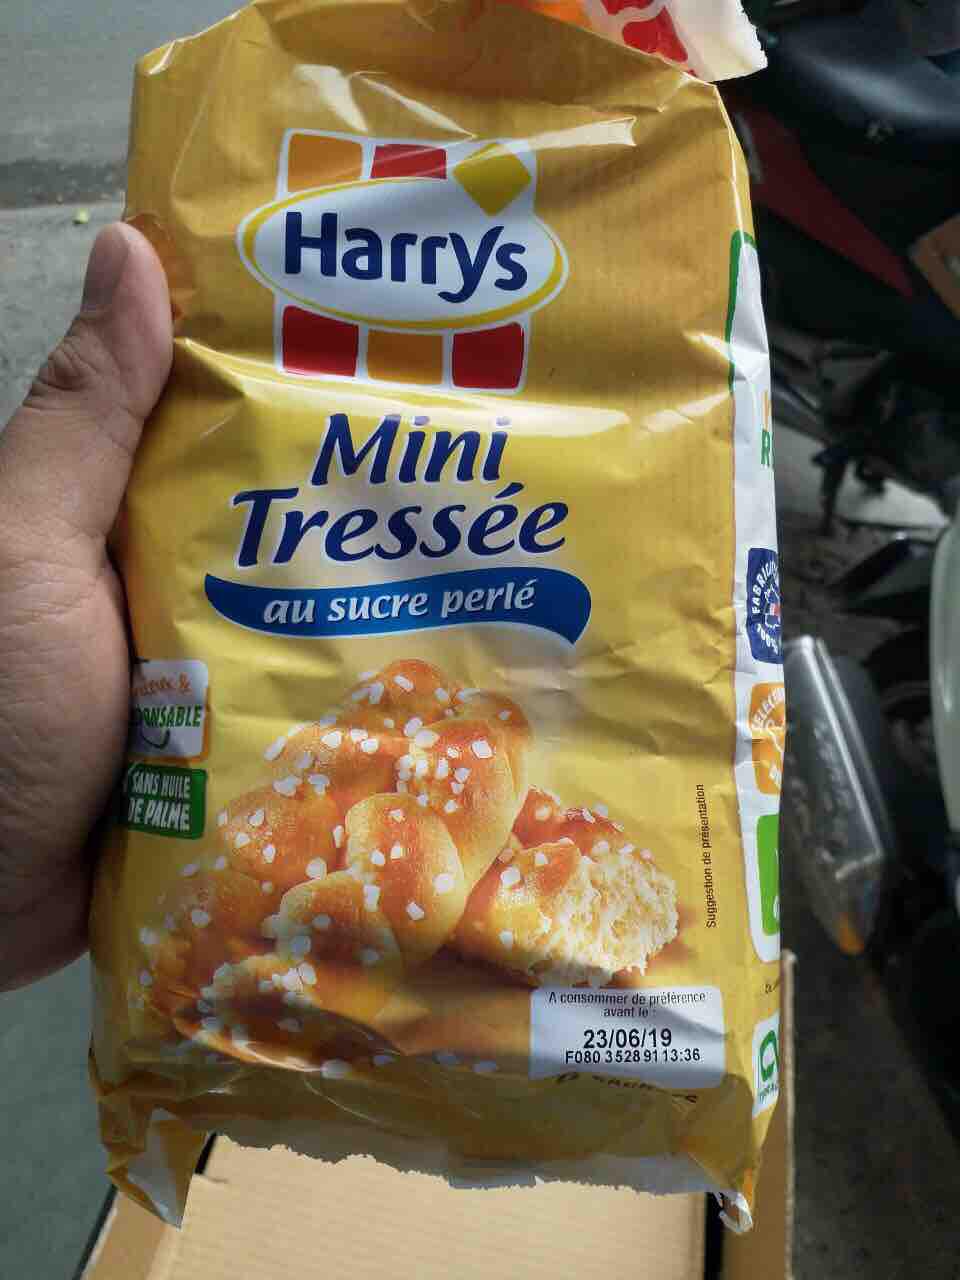 Harrys
Mini
Tressée
au sucre perlé
&
SANS HUILE
DE PALME
Suggestion de présentation
A consommer de préférence
avant le :
23/06/19
F080 3528 91 13:36